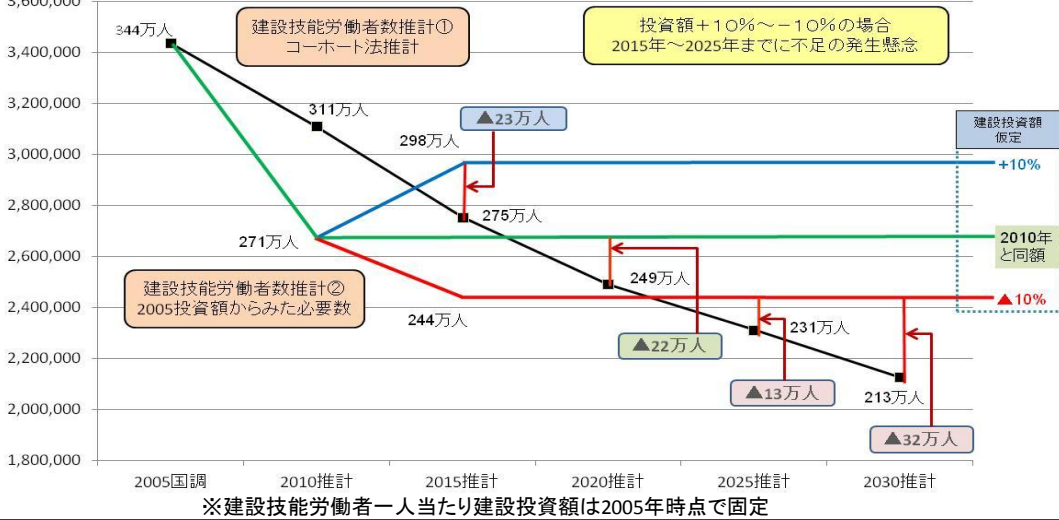 3,600,000
3,400,000
3,200,000
3,000,000
2,800,000
2,600,000
2,400,000
2,200,000
2,000,000
1,800,000
344万人
建設技能労働者数推計①
コーホート法推計
投資額+10%~-10%の場合
2015年~2025年までに不足の発生懸念
311万人
298万人
▲23万人
建設投資額
仮定
+10%
275万人
271万人
2010年
と同額
建設技能労働者数推計②
2005投資額からみた必要数
249万人
▲10%
244万人
231万人
▲22万人
▲13万人
213万人
▲32万人
2005国調
2010推計
2015推計
2020推計
2025推計
2030推計
※建設技能労働者一人当たり建設投資額は2005年時点で固定